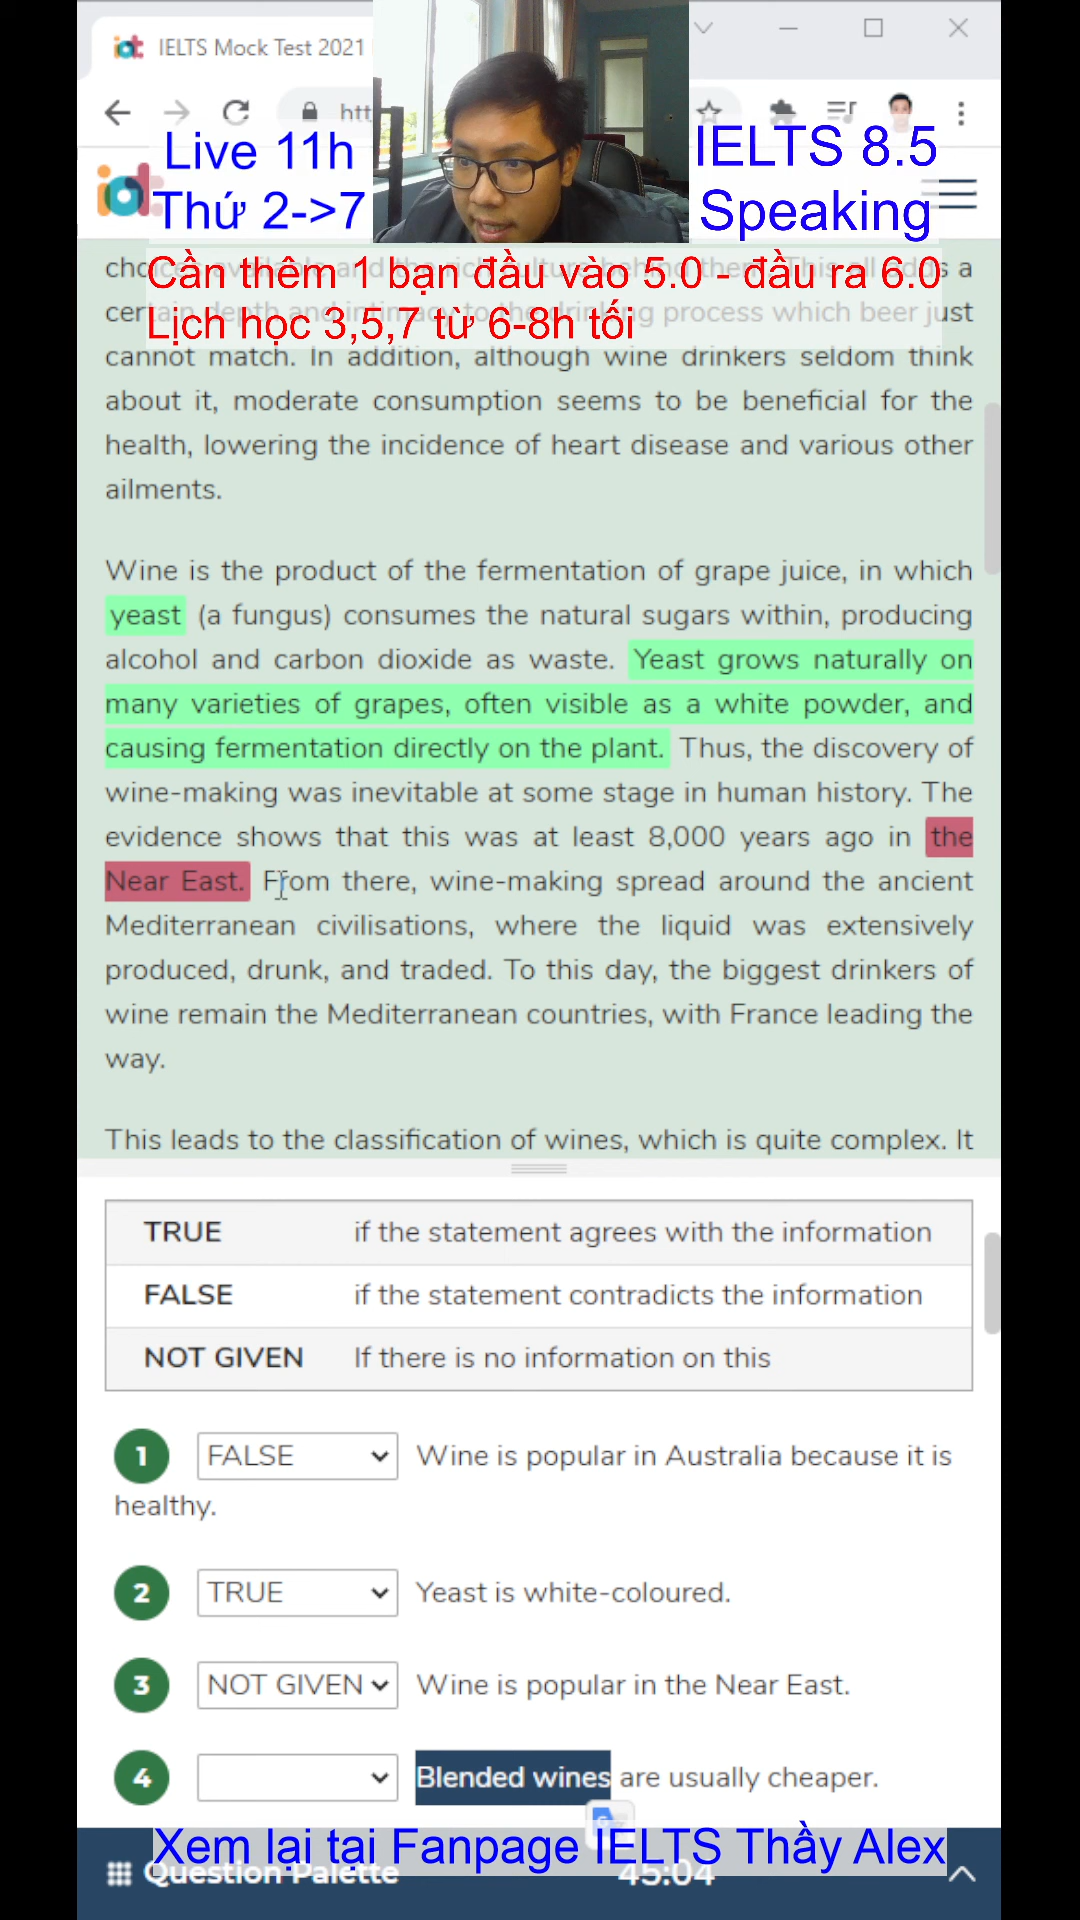 IELTS Mock Test 2021
Live 11h
Thứ 2->7
IELTS 8.5
Speaking
Cần thêm 1 bạn đầu vào 5.0 - đầu ra 6.0
Lịch học 3,5,7 từ 6-8h tối
cannot match. In addition, although wine drinkers seldom think
about it, moderate consumption seems to be beneficial for the
health, lowering the incidence of heart disease and various other
ailments.
Wine is the product of the fermentation of grape juice, in which
yeast (a fungus) consumes the natural sugars within, producing
alcohol and carbon dioxide as waste. Yeast grows naturally on
many varieties of grapes, often visible as a white powder, and
causing fermentation directly on the plant. Thus, the discovery of
wine-making was inevitable at some stage in human history. The
evidence shows that this was at least 8,000 years ago in the
Near East. From there, wine-making spread around the ancient
Mediterranean civilisations, where the liquid was extensively
produced, drunk, and traded. To this day, the biggest drinkers of
wine remain the Mediterranean countries, with France leading the
way.
This leads to the classification of wines, which is quite complex. It
TRUE if the statement agrees with the information
FALSE if the statement contradicts the information
NOT GIVEN If there is no information on this
1 FALSE Wine is popular in Australia because it is
healthy.
2 TRUE Yeast is white-coloured.
3 NOT GIVEN Wine is popular in the Near East.
4 Blended wines are usually cheaper.
Xem lại tại Fanpage IELTS Thầy Alex
Question Palette 45:04